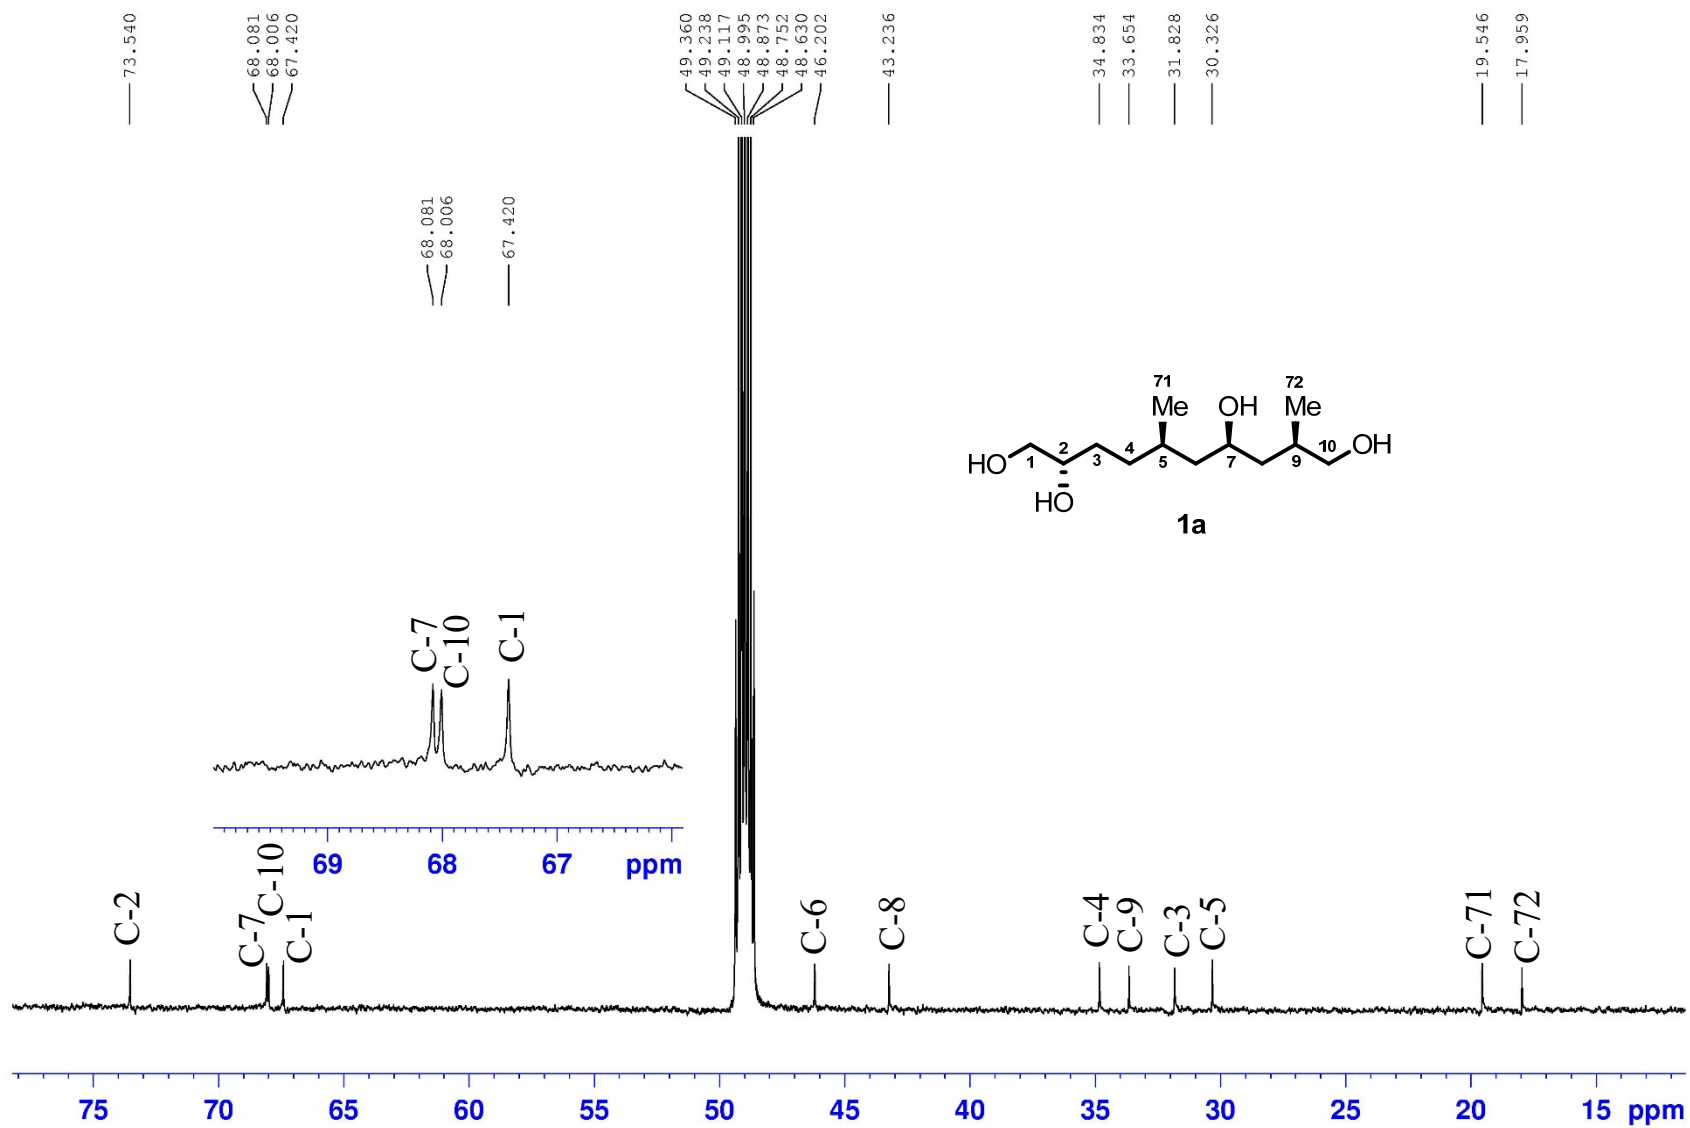 73.540
68.081
68.006
67.420
49.360
49.238
49.117
48.995
48.873
48.752
48.630
46.202
43.236
34.834
33.654
31.828
30.326
19.546
17.959
68.081
68.006
67.420
71
72
Me
OH
Me
HO
1
2
3
4
5
7
9
10
OH
HO
1a
C-7
C-10
C-1
69 68 67 ppm
C-2
C-7
C-10
C-1
C-6
C-8
C-4
C-9
C-3
C-5
C-71
C-72
75 70 65 60 55 50 45 40 35 30 25 20 15 ppm